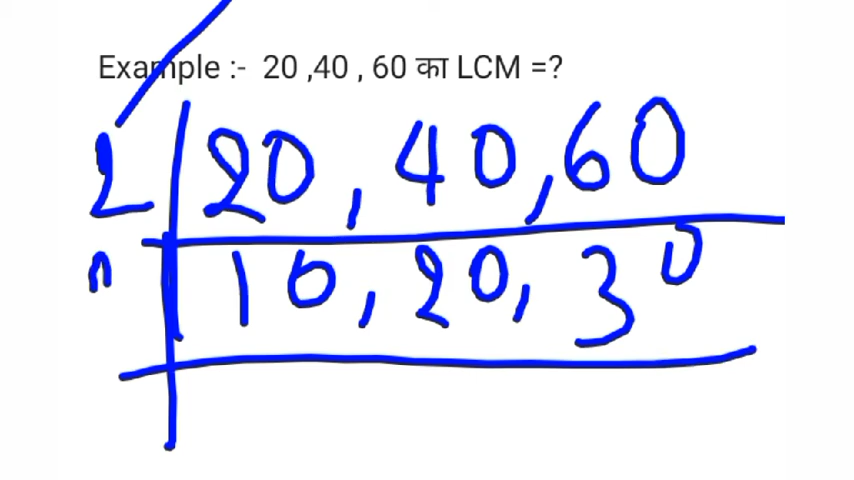 Example :- 20 ,40 , 60 का LCM =?
2 20 , 40 , 60
10 , 20 , 30